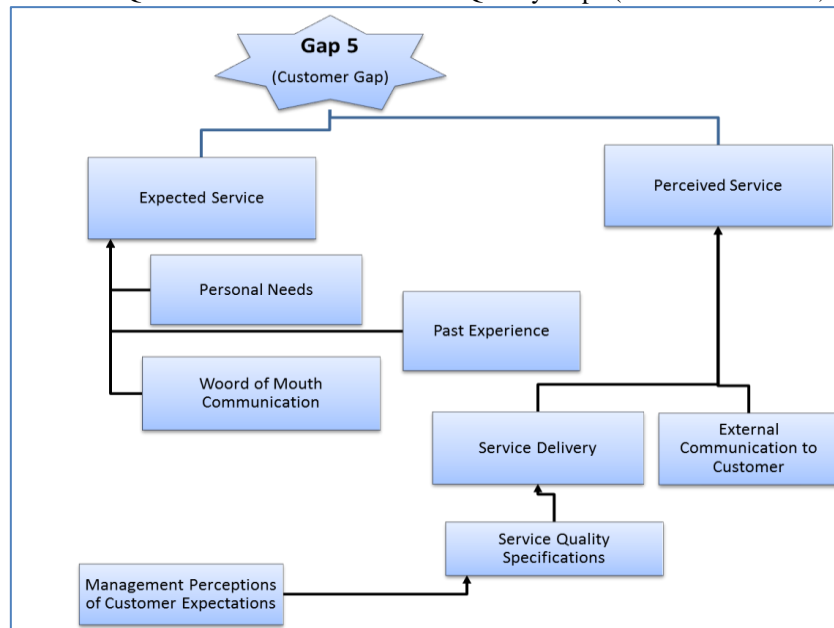 Gap 5
(Customer Gap)
Expected Service
Perceived Service
Personal Needs
Past Experience
Woord of Mouth
Communication
Service Delivery
External
Communication to
Customer
Service Quality
Specifications
Management Perceptions
of Customer Expectations